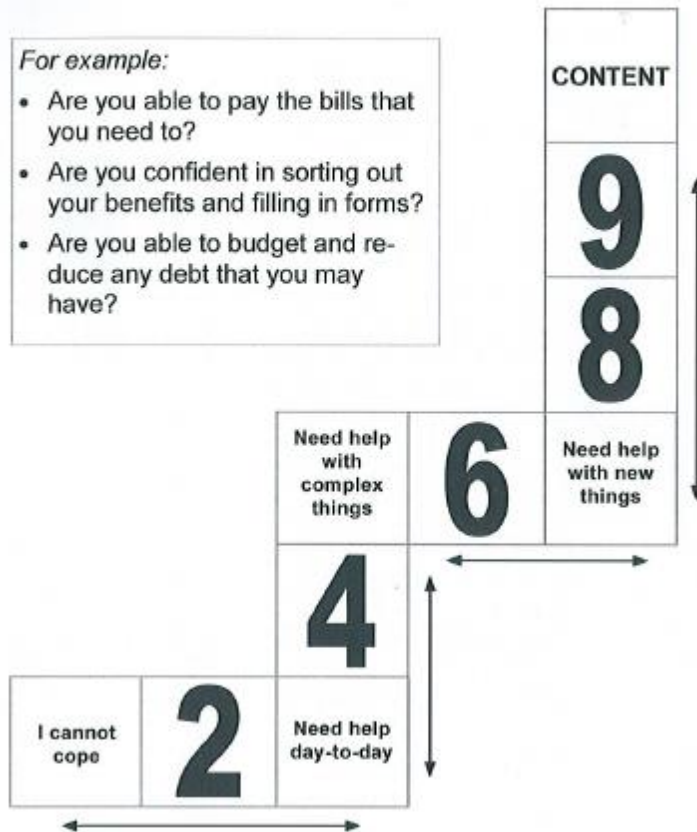 For example:
• Are you able to pay the bills that
you need to?
• Are you confident in sorting out
your benefits and filling in forms?
• Are you able to budget and re-
duce any debt that you may
have?
CONTENT
9
8
Need help
with
complex
things
6
Need help
with new
things
4
I cannot
cope
2
Need help
day-to-day